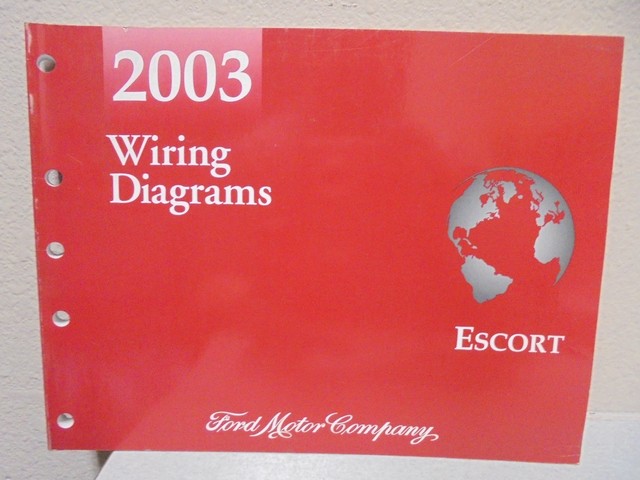 2003
Wiring
Diagrams
ESCORT
Ford Motor Company